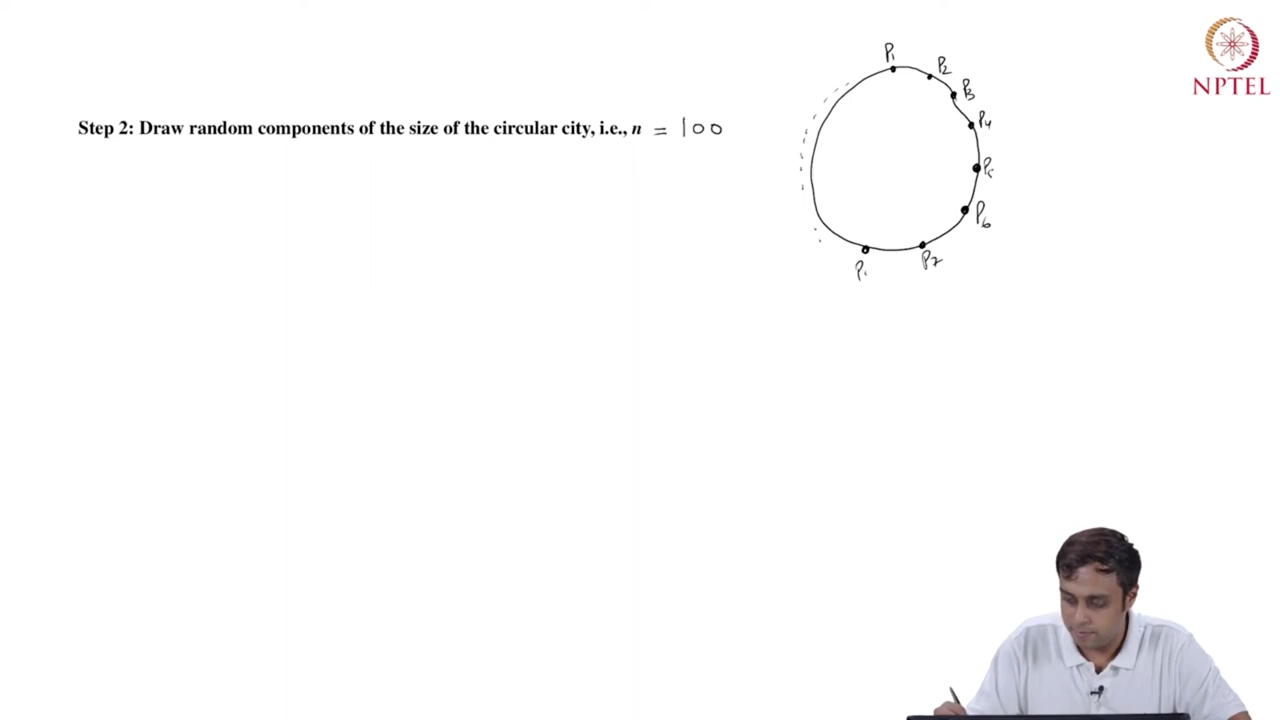 NPTEL
Step 2: Draw random components of the size of the circular city, i.e., n = 100
P1
P2
P3
P4
P5
P6
P7